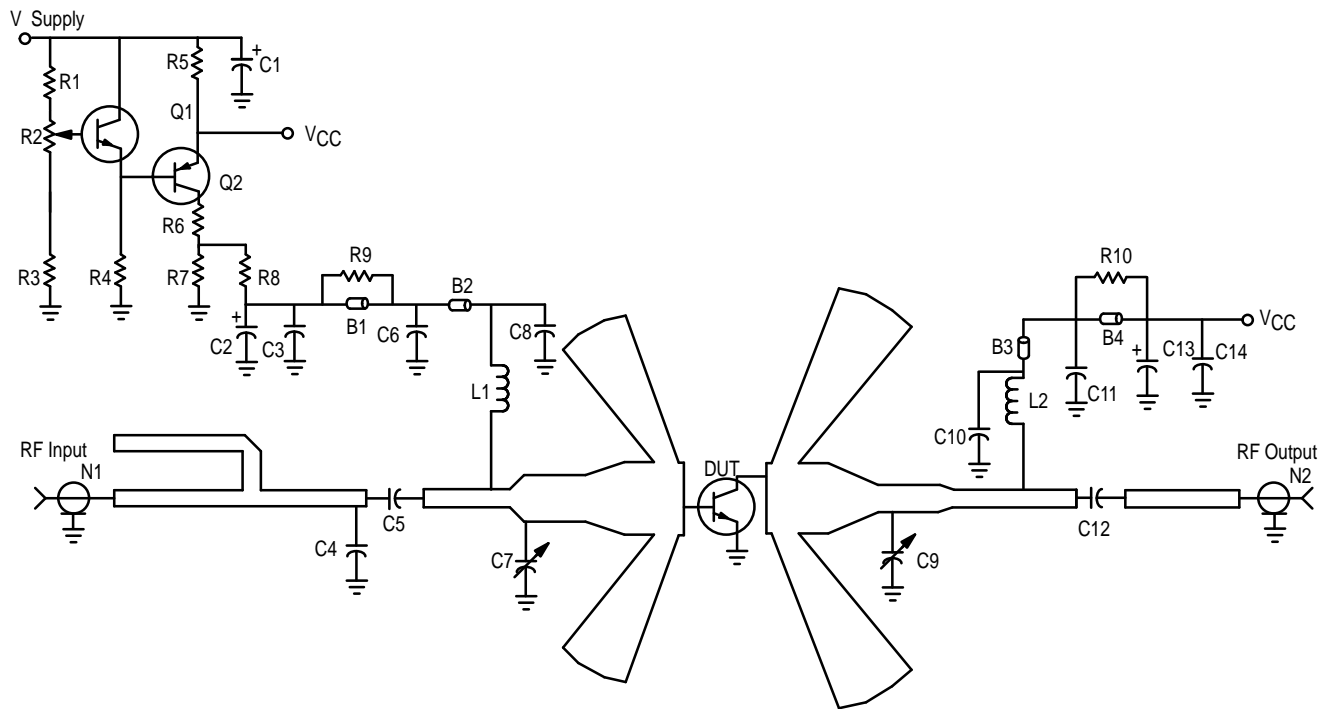 V Supply
R1
R5
+
C1
Q1
R2
VCC
Q2
R6
R3
R4
R7
R8
R9
R10
+
C2
C3
B1
C6
B2
C8
L1
B3
B4
VCC
+
C13
C14
C11
L2
C10
RF Input
N1
C5
C4
C7
DUT
C9
C12
RF Output
N2